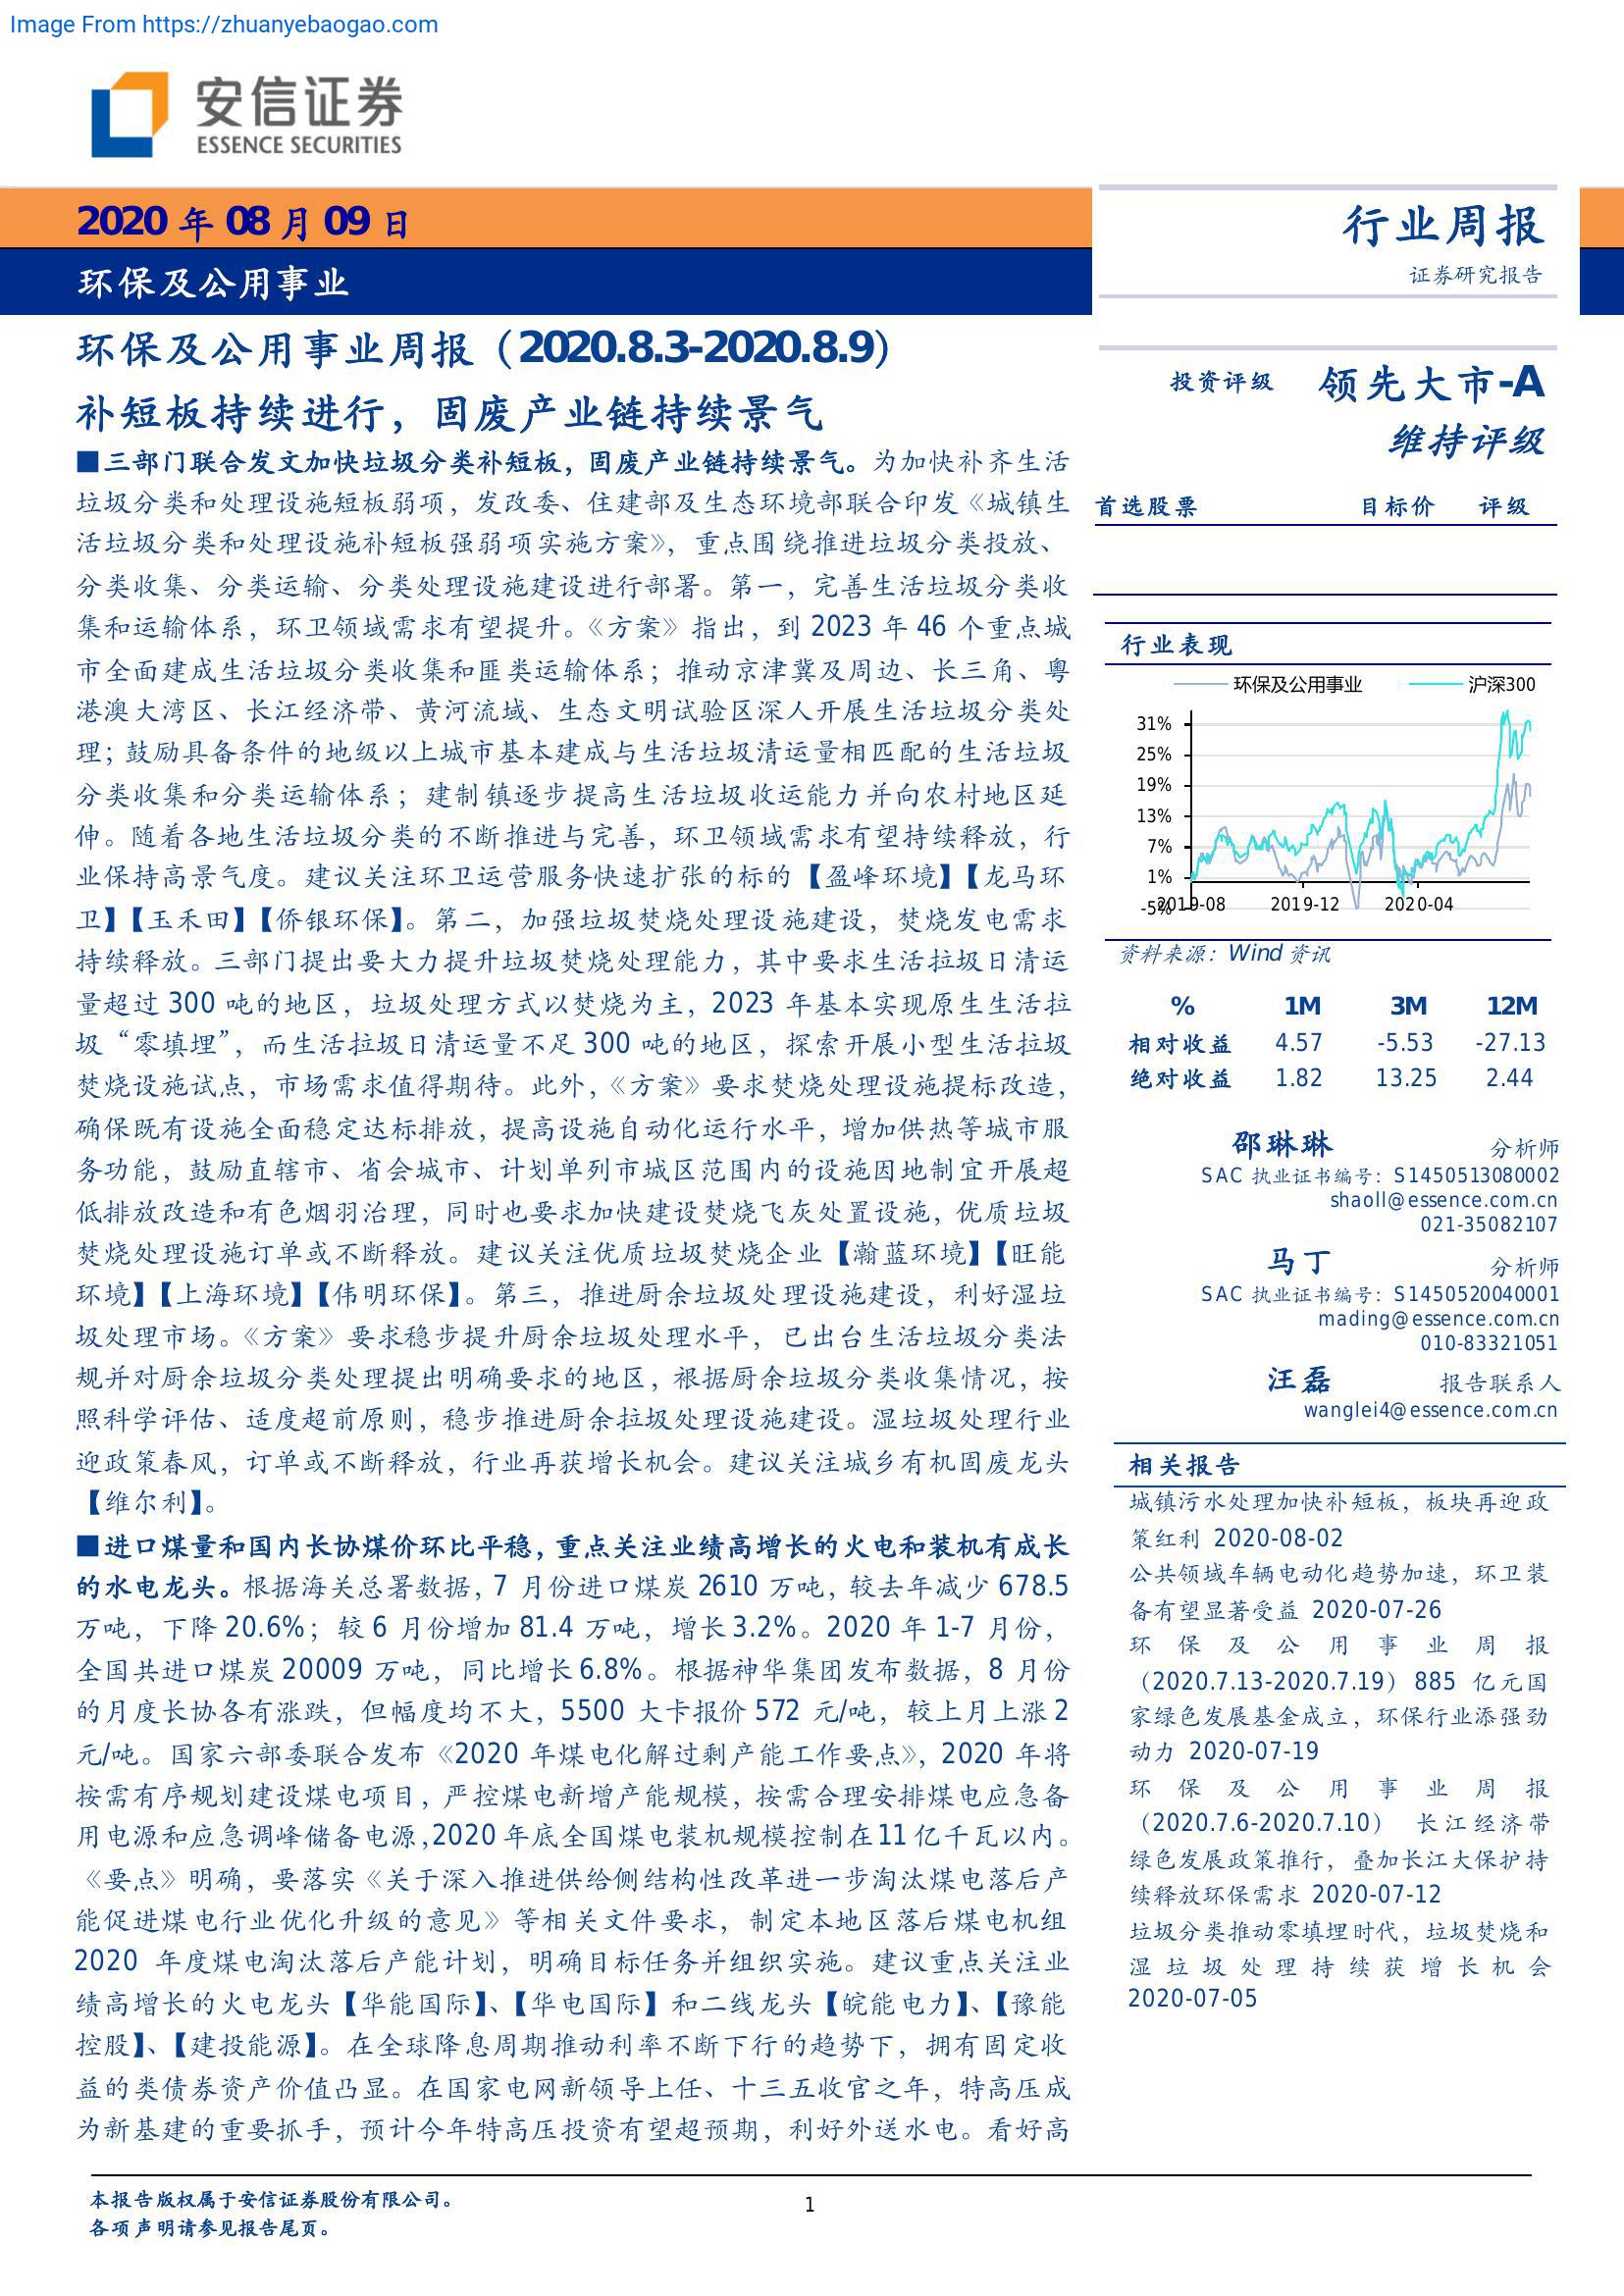 Image From https://zhuanyebaogao.com
安信证券
ESSENCE SECURITIES
2020 年 08 月 09 日
环保及公用事业
环保及公用事业周报（2020.8.3-2020.8.9）
补短板持续进行，固废产业链持续景气
■三部门联合发文加快垃圾分类补短板，固废产业链持续景气。为加快补齐生活
垃圾分类和处理设施短板弱项，发改委、住建部及生态环境部联合印发《城镇生
活垃圾分类和处理设施补短板强弱项实施方案》，重点围绕推进垃圾分类投放、
分类收集、分类运输、分类处理设施建设进行部署。第一，完善生活垃圾分类收
集和运输体系，环卫领域需求有望提升。《方案》指出，到 2023 年 46 个重点城
市全面建成生活垃圾分类收集和匪类运输体系；推动京津冀及周边、长三角、粤
港澳大湾区、长江经济带、黄河流域、生态文明试验区深人开展生活垃圾分类处
理；鼓励具备条件的地级以上城市基本建成与生活垃圾清运量相匹配的生活垃圾
分类收集和分类运输体系；建制镇逐步提高生活垃圾收运能力并向农村地区延
伸。随着各地生活垃圾分类的不断推进与完善，环卫领域需求有望持续释放，行
业保持高景气度。建议关注环卫运营服务快速扩张的标的【盈峰环境】【龙马环
卫】【玉禾田】【侨银环保】。第二，加强垃圾焚烧处理设施建设，焚烧发电需求
持续释放。三部门提出要大力提升垃圾焚烧处理能力，其中要求生活拉圾日清运
量超过 300 吨的地区，垃圾处理方式以焚烧为主，2023 年基本实现原生生活拉
圾“零填埋”，而生活拉圾日清运量不足 300 吨的地区，探索开展小型生活拉圾
焚烧设施试点，市场需求值得期待。此外，《方案》要求焚烧处理设施提标改造，
确保既有设施全面稳定达标排放，提高设施自动化运行水平，增加供热等城市服
务功能，鼓励直辖市、省会城市、计划单列市城区范围内的设施因地制宜开展超
低排放改造和有色烟羽治理，同时也要求加快建设焚烧飞灰处置设施，优质垃圾
焚烧处理设施订单或不断释放。建议关注优质垃圾焚烧企业【瀚蓝环境】【旺能
环境】【上海环境】【伟明环保】。第三，推进厨余垃圾处理设施建设，利好湿垃
圾处理市场。《方案》要求稳步提升厨余垃圾处理水平，已出台生活垃圾分类法
规并对厨余垃圾分类处理提出明确要求的地区，根据厨余垃圾分类收集情况，按
照科学评估、适度超前原则，稳步推进厨余拉圾处理设施建设。湿垃圾处理行业
迎政策春风，订单或不断释放，行业再获增长机会。建议关注城乡有机固废龙头
【维尔利】。
■进口煤量和国内长协煤价环比平稳，重点关注业绩高增长的火电和装机有成长
的水电龙头。根据海关总署数据，7 月份进口煤炭 2610 万吨，较去年减少 678.5
万吨，下降 20.6%；较 6 月份增加 81.4 万吨，增长 3.2%。2020 年 1-7 月份，
全国共进口煤炭 20009 万吨，同比增长 6.8%。根据神华集团发布数据，8 月份
的月度长协各有涨跌，但幅度均不大，5500 大卡报价 572 元/吨，较上月上涨 2
元/吨。国家六部委联合发布《2020 年煤电化解过剩产能工作要点》，2020 年将
按需有序规划建设煤电项目，严控煤电新增产能规模，按需合理安排煤电应急备
用电源和应急调峰储备电源，2020 年底全国煤电装机规模控制在 11 亿千瓦以内。
《要点》明确，要落实《关于深入推进供给侧结构性改革进一步淘汰煤电落后产
能促进煤电行业优化升级的意见》等相关文件要求，制定本地区落后煤电机组
2020 年度煤电淘汰落后产能计划，明确目标任务并组织实施。建议重点关注业
绩高增长的火电龙头【华能国际】、【华电国际】和二线龙头【皖能电力】、【豫能
控股】、【建投能源】。在全球降息周期推动利率不断下行的趋势下，拥有固定收
益的类债券资产价值凸显。在国家电网新领导上任、十三五收官之年，特高压成
为新基建的重要抓手，预计今年特高压投资有望超预期，利好外送水电。看好高
行业周报
证券研究报告
投资评级 领先大市-A
维持评级
首选股票 目标价 评级
行业表现
环保及公用事业 沪深300
31%
25%
19%
13%
7%
1%
-5%
2019-08 2019-12 2020-04
资料来源：Wind 资讯
% 1M 3M 12M
相对收益 4.57 -5.53 -27.13
绝对收益 1.82 13.25 2.44
邵琳琳 分析师
SAC 执业证书编号：S1450513080002
shaoll@essence.com.cn
021-35082107
马丁 分析师
SAC 执业证书编号：S1450520040001
mading@essence.com.cn
010-83321051
汪磊 报告联系人
wanglei4@essence.com.cn
相关报告
城镇污水处理加快补短板，板块再迎政
策红利 2020-08-02
公共领域车辆电动化趋势加速，环卫装
备有望显著受益 2020-07-26
环保及公用事业周报
（2020.7.13-2020.7.19）885 亿元国
家绿色发展基金成立，环保行业添强劲
动力 2020-07-19
环保及公用事业周报
（2020.7.6-2020.7.10） 长江经济带
绿色发展政策推行，叠加长江大保护持
续释放环保需求 2020-07-12
垃圾分类推动零填埋时代，垃圾焚烧和
湿垃圾处理持续获增长机会
2020-07-05
本报告版权属于安信证券股份有限公司。
各项声明请参见报告尾页。
1